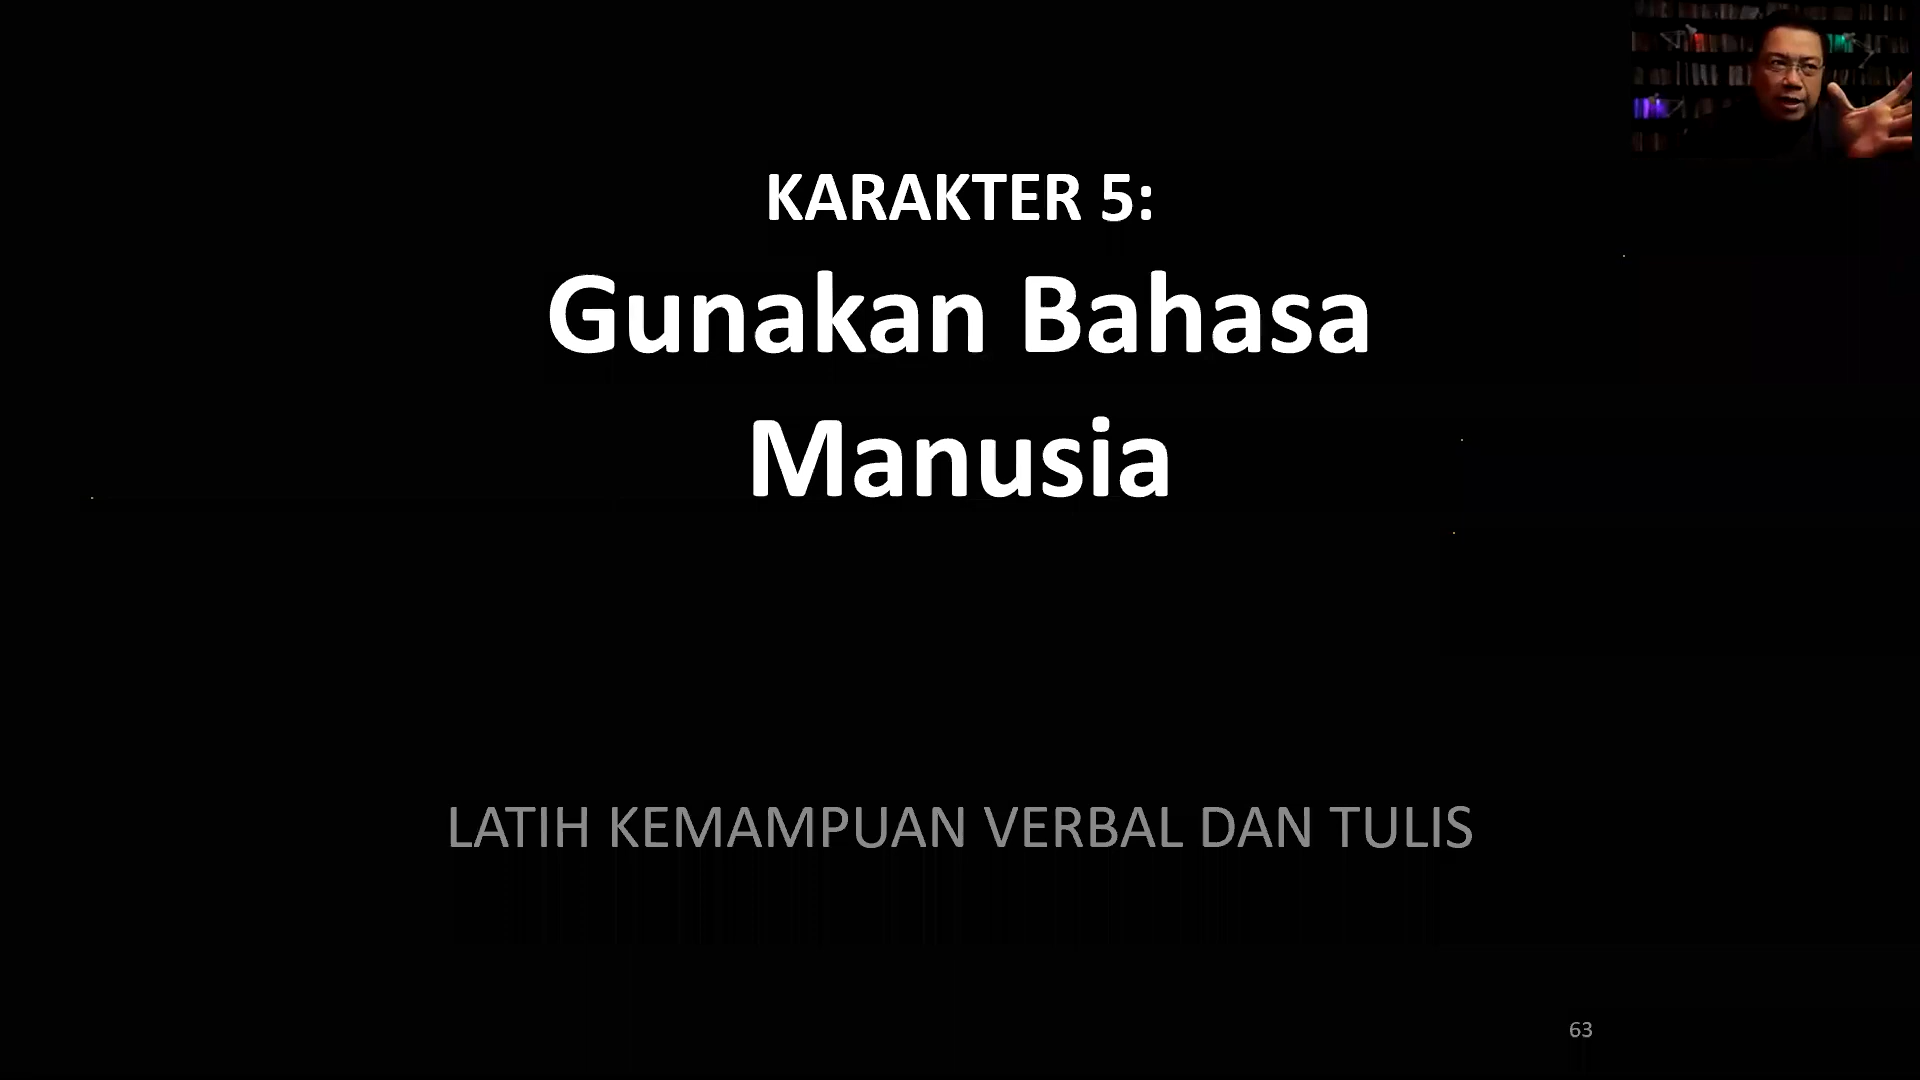 KARAKTER 5:
Gunakan Bahasa
Manusia
LATIH KEMAMPUAN VERBAL DAN TULIS
63